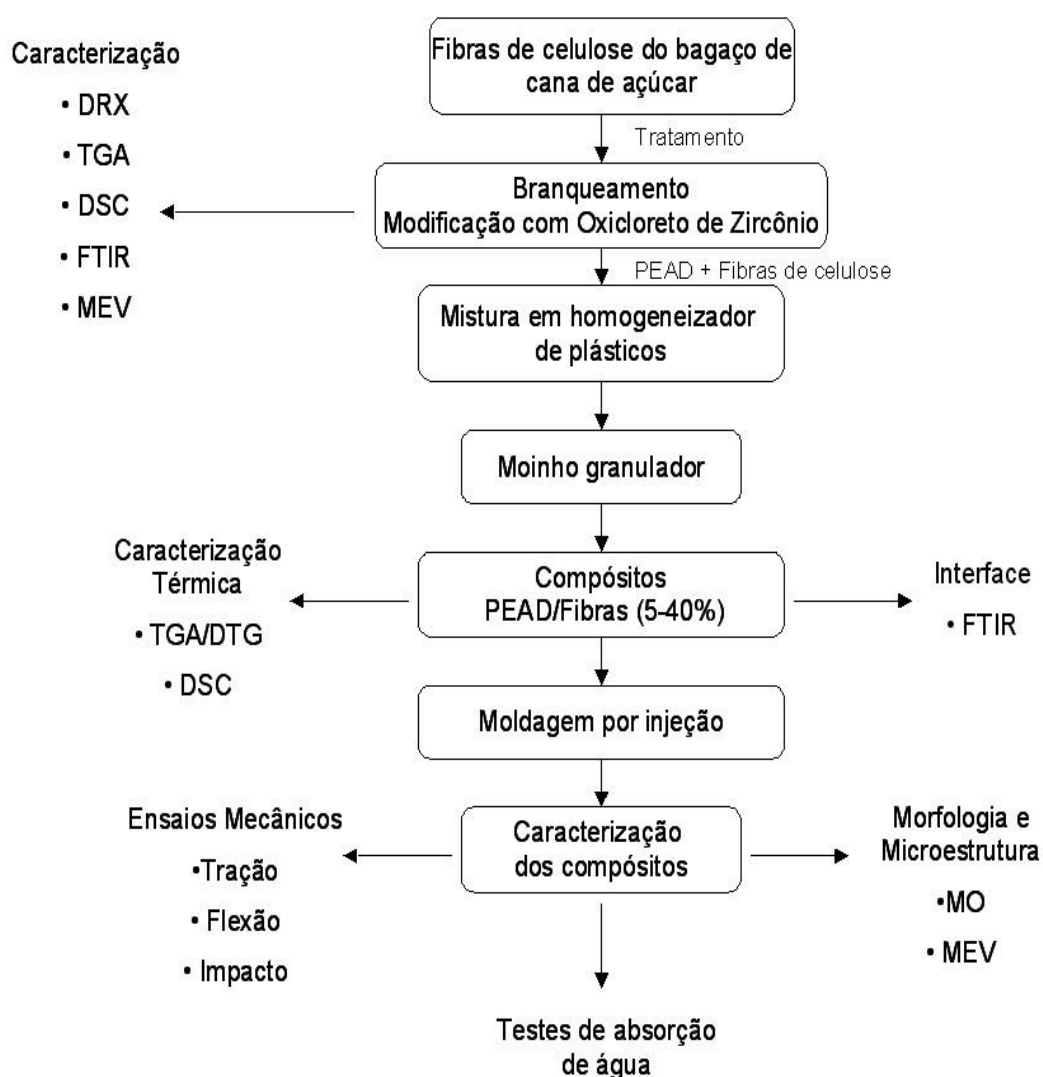 Fibras de celulose do bagaço de
cana de açúcar
Caracterização
• DRX
• TGA
• DSC
• FTIR
• MEV
Tratamento
Branqueamento
Modificação com Oxicloreto de Zircônio
PEAD + Fibras de celulose
Mistura em homogeneizador
de plásticos
Moinho granulador
Caracterização
Térmica
• TGA/DTG
• DSC
Compósitos
PEAD/Fibras (5-40%)
Interface
• FTIR
Moldagem por injeção
Ensaios Mecânicos
•Tração
• Flexão
• Impacto
Caracterização
dos compósitos
Morfologia e
Microestrutura
•MO
• MEV
Testes de absorção
de água